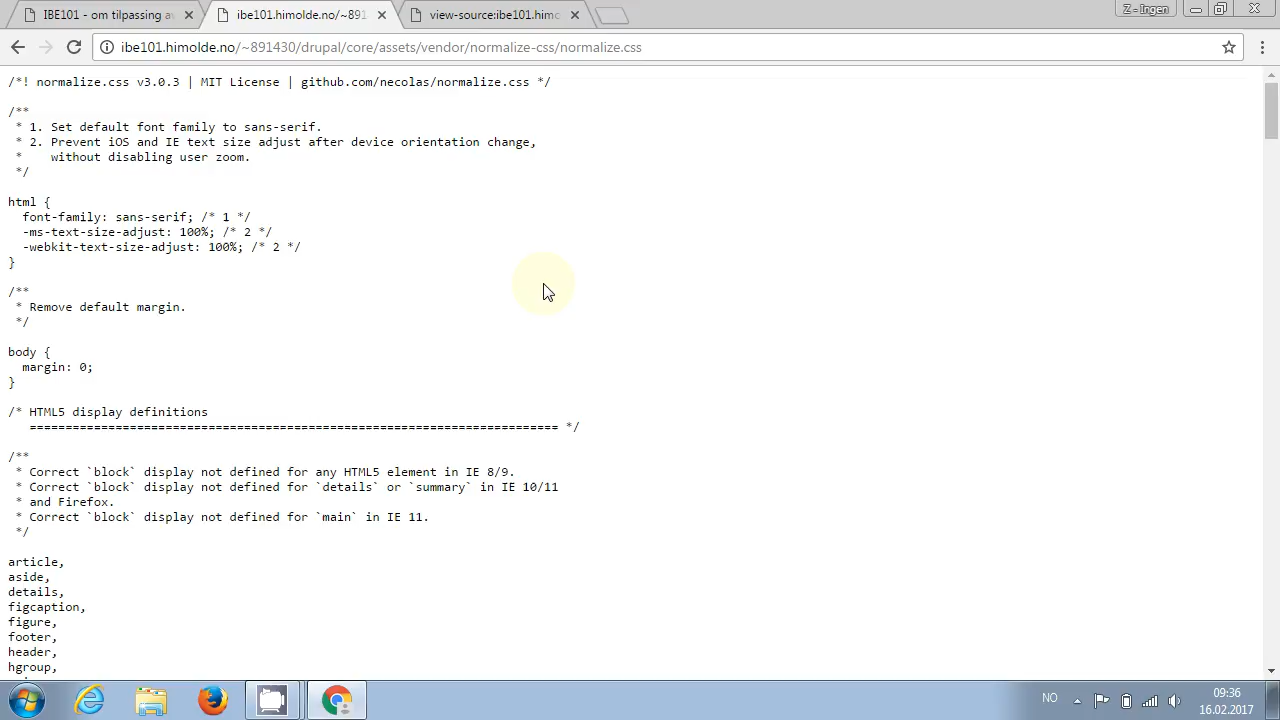 IBE101 - om tilpassing av
ibe101.himolde.no/~891
view-source:ibe101.himo
Z - Ingen
ibe101.himolde.no/~891430/drupal/core/assets/vendor/normalize-css/normalize.css
/*! normalize.css v3.0.3 | MIT License | github.com/necolas/normalize.css */
/**
 * 1. Set default font family to sans-serif.
 * 2. Prevent iOS and IE text size adjust after device orientation change,
 *    without disabling user zoom.
 */
html {
  font-family: sans-serif; /* 1 */
  -ms-text-size-adjust: 100%; /* 2 */
  -webkit-text-size-adjust: 100%; /* 2 */
}
/**
 * Remove default margin.
 */
body {
  margin: 0;
}
/* HTML5 display definitions
   ========================================================================== */
/**
 * Correct `block` display not defined for any HTML5 element in IE 8/9.
 * Correct `block` display not defined for `details` or `summary` in IE 10/11
 * and Firefox.
 * Correct `block` display not defined for `main` in IE 11.
 */
article,
aside,
details,
figcaption,
figure,
footer,
header,
hgroup,
NO
09:36
16.02.2017